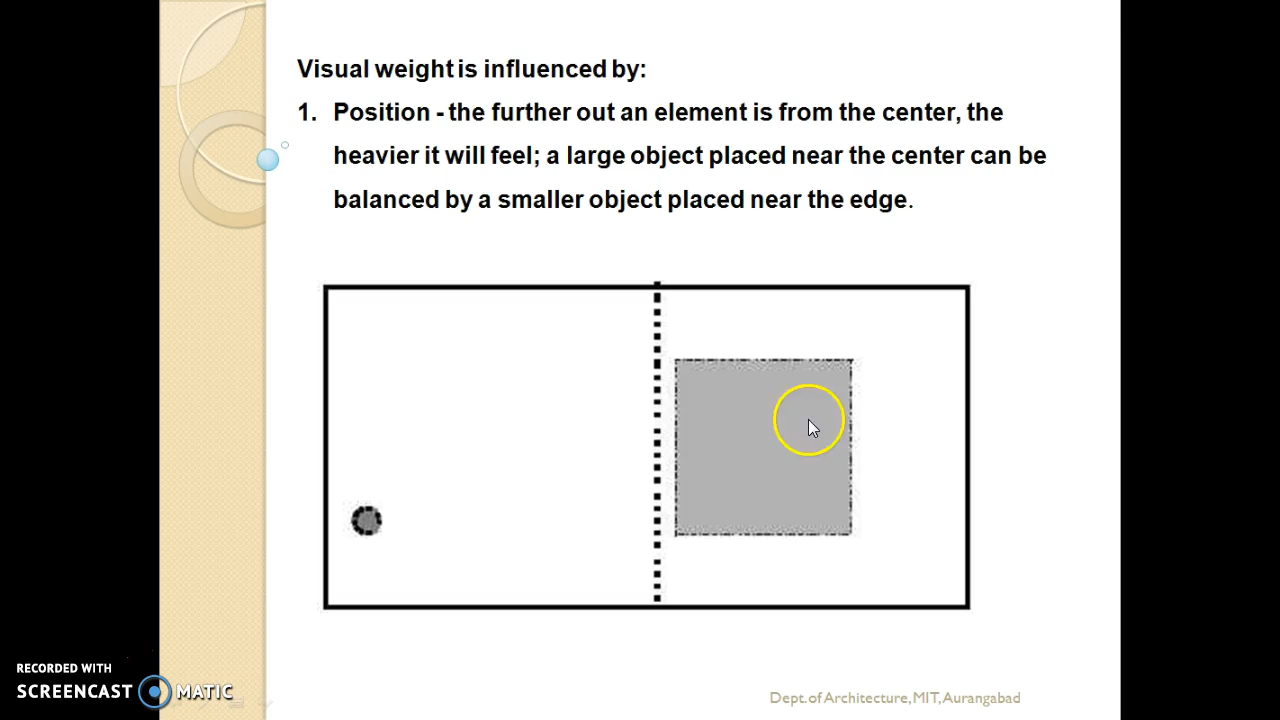 Visual weight is influenced by:
1. Position - the further out an element is from the center, the
heavier it will feel; a large object placed near the center can be
balanced by a smaller object placed near the edge.
RECORDED WITH
SCREENCAST MATIC
Dept.of Architecture,MIT,Aurangabad